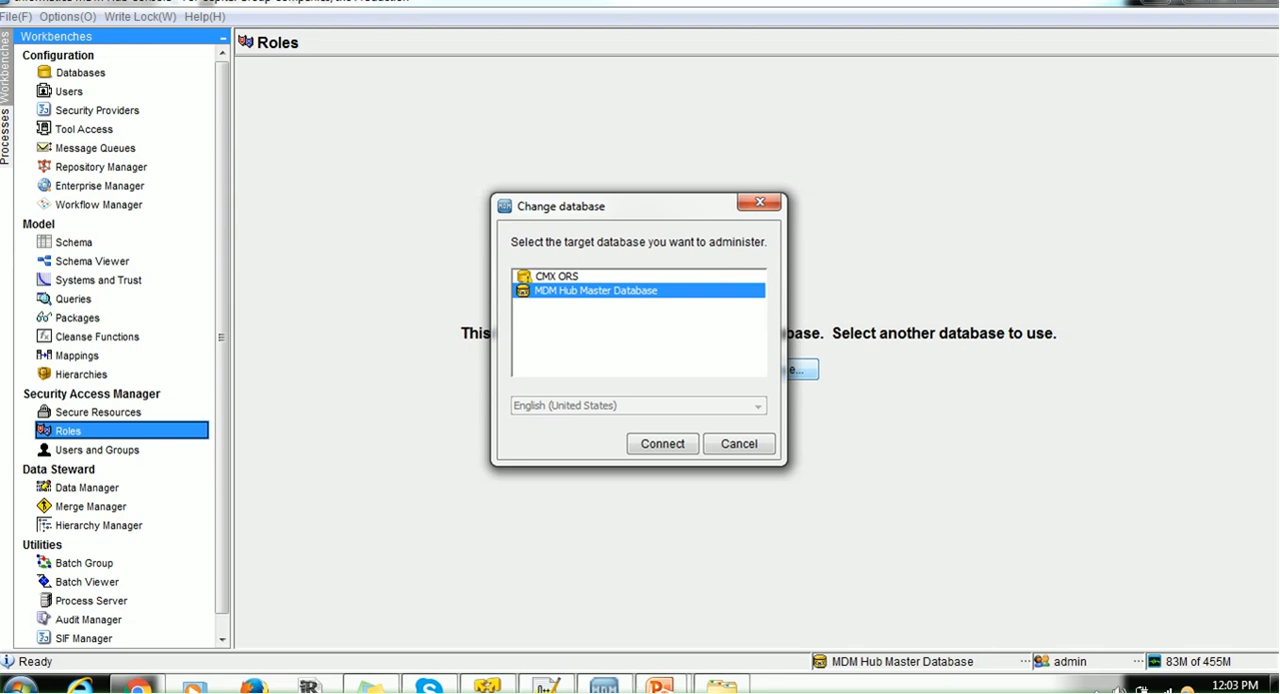 File(F) Options(O) Write Lock(W) Help(H)
Workbenches
Processes
Workbenches
Configuration
Databases
Users
Security Providers
Tool Access
Message Queues
Repository Manager
Enterprise Manager
Workflow Manager
Model
Schema
Schema Viewer
Systems and Trust
Queries
Packages
Cleanse Functions
Mappings
Hierarchies
Security Access Manager
Secure Resources
Roles
Users and Groups
Data Steward
Data Manager
Merge Manager
Hierarchy Manager
Utilities
Batch Group
Batch Viewer
Process Server
Audit Manager
SIF Manager
Roles
This
base. Select another database to use.
e...
Change database
Select the target database you want to administer.
CMX ORS
MDM Hub Master Database
English (United States)
Connect Cancel
Ready
MDM Hub Master Database
admin
83M of 455M
12:03 PM